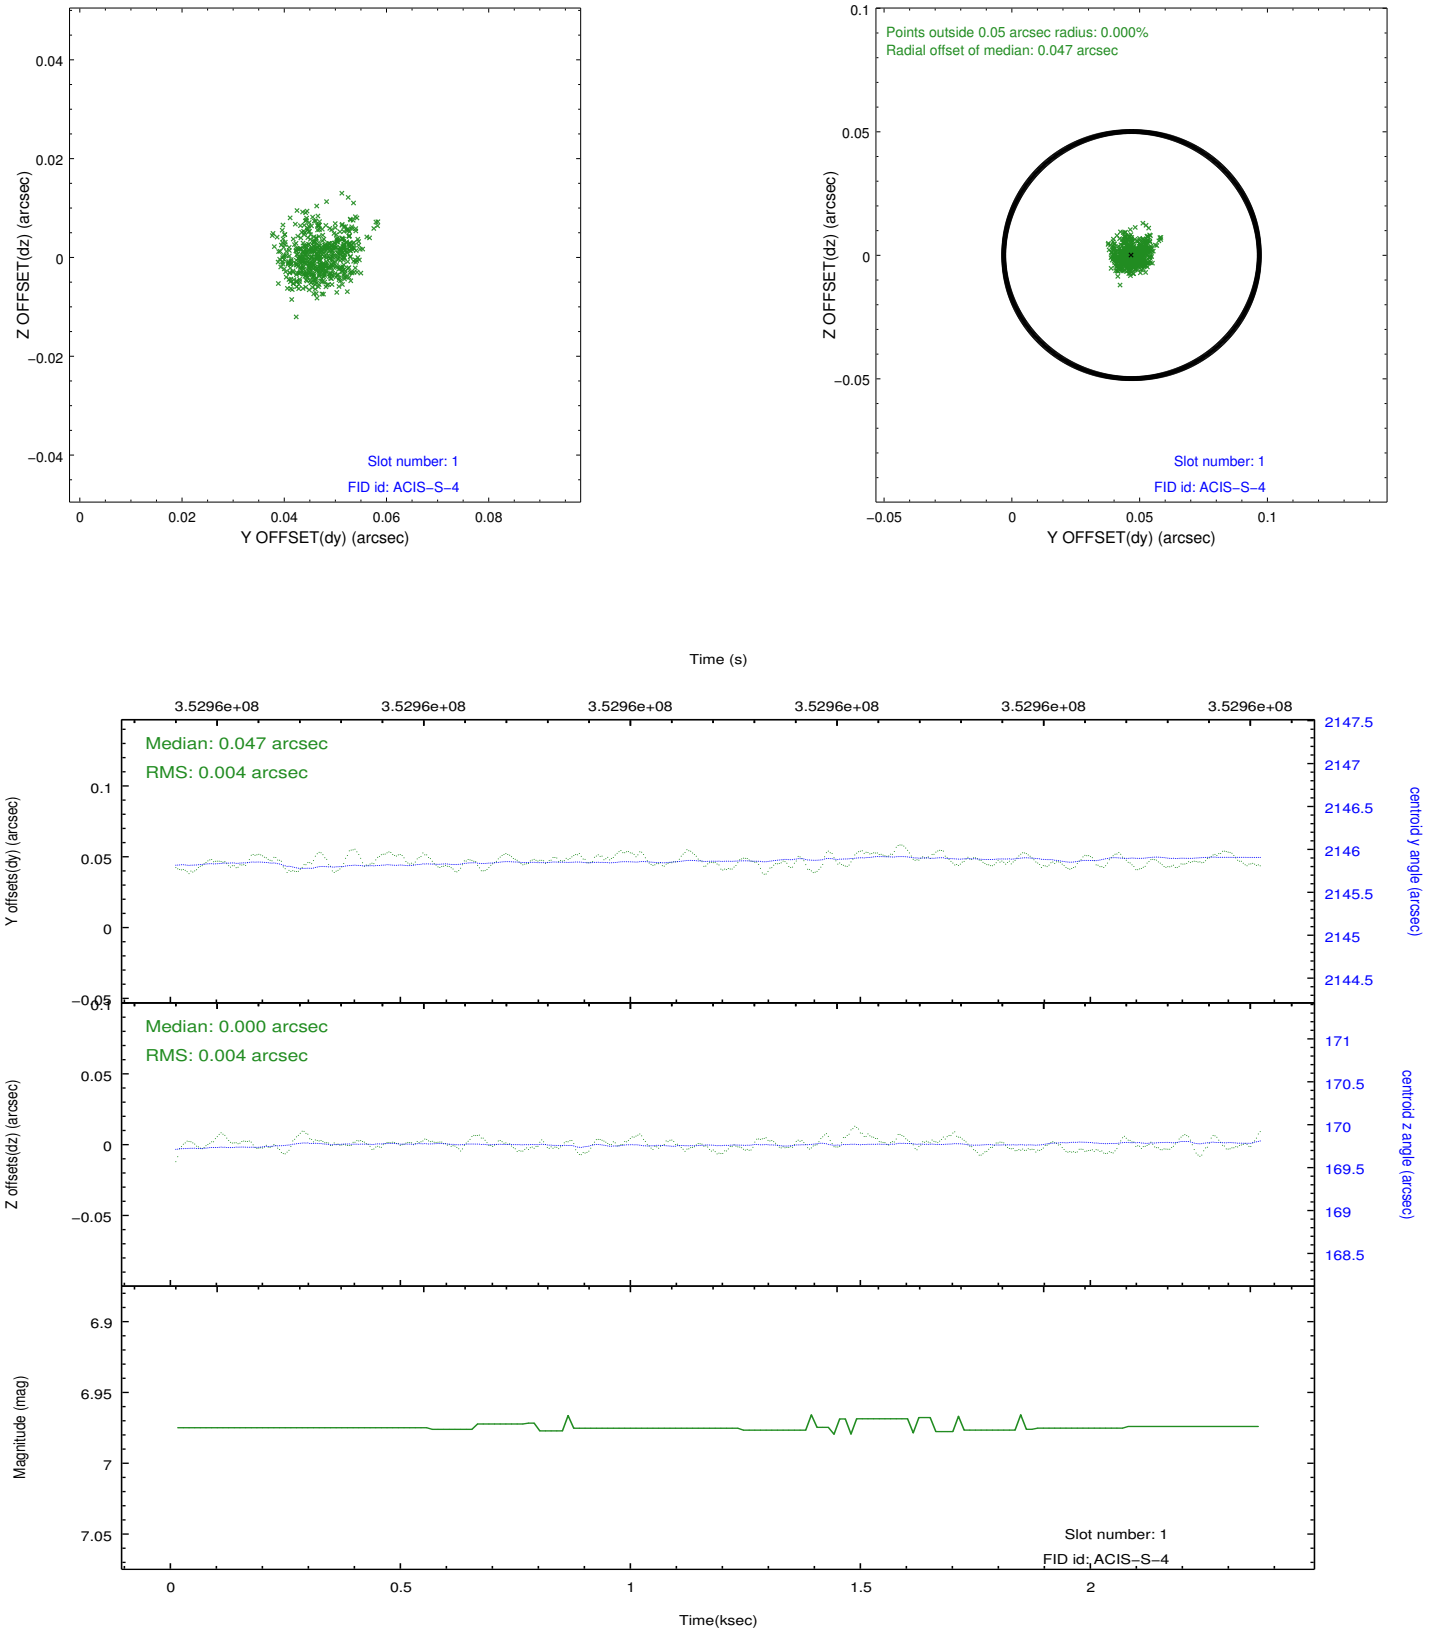 0.04
0.02
0
−0.02
−0.04
Z OFFSET(dz) (arcsec)
Slot number: 1
FID id: ACIS−S−4
0
0.02
0.04
0.06
0.08
Y OFFSET(dy) (arcsec)
0.1
0.05
0
−0.05
Z OFFSET(dz) (arcsec)
Points outside 0.05 arcsec radius: 0.000%
Radial offset of median: 0.047 arcsec
Slot number: 1
FID id: ACIS−S−4
−0.05
0
0.05
0.1
Y OFFSET(dy) (arcsec)
Time (s)
3.5296e+08
3.5296e+08
3.5296e+08
3.5296e+08
3.5296e+08
3.5296e+08
Median: 0.047 arcsec
RMS: 0.004 arcsec
0.1
0.05
0
−0.05
Y offsets(dy) (arcsec)
2147.5
2147
2146.5
2146
2145.5
2145
2144.5
centroid y angle (arcsec)
Median: 0.000 arcsec
RMS: 0.004 arcsec
0.1
0.05
0
−0.05
Z offsets(dz) (arcsec)
171
170.5
170
169.5
169
168.5
centroid z angle (arcsec)
6.9
6.95
7
7.05
Magnitude (mag)
Slot number: 1
FID id: ACIS−S−4
0
0.5
1
1.5
2
Time(ksec)